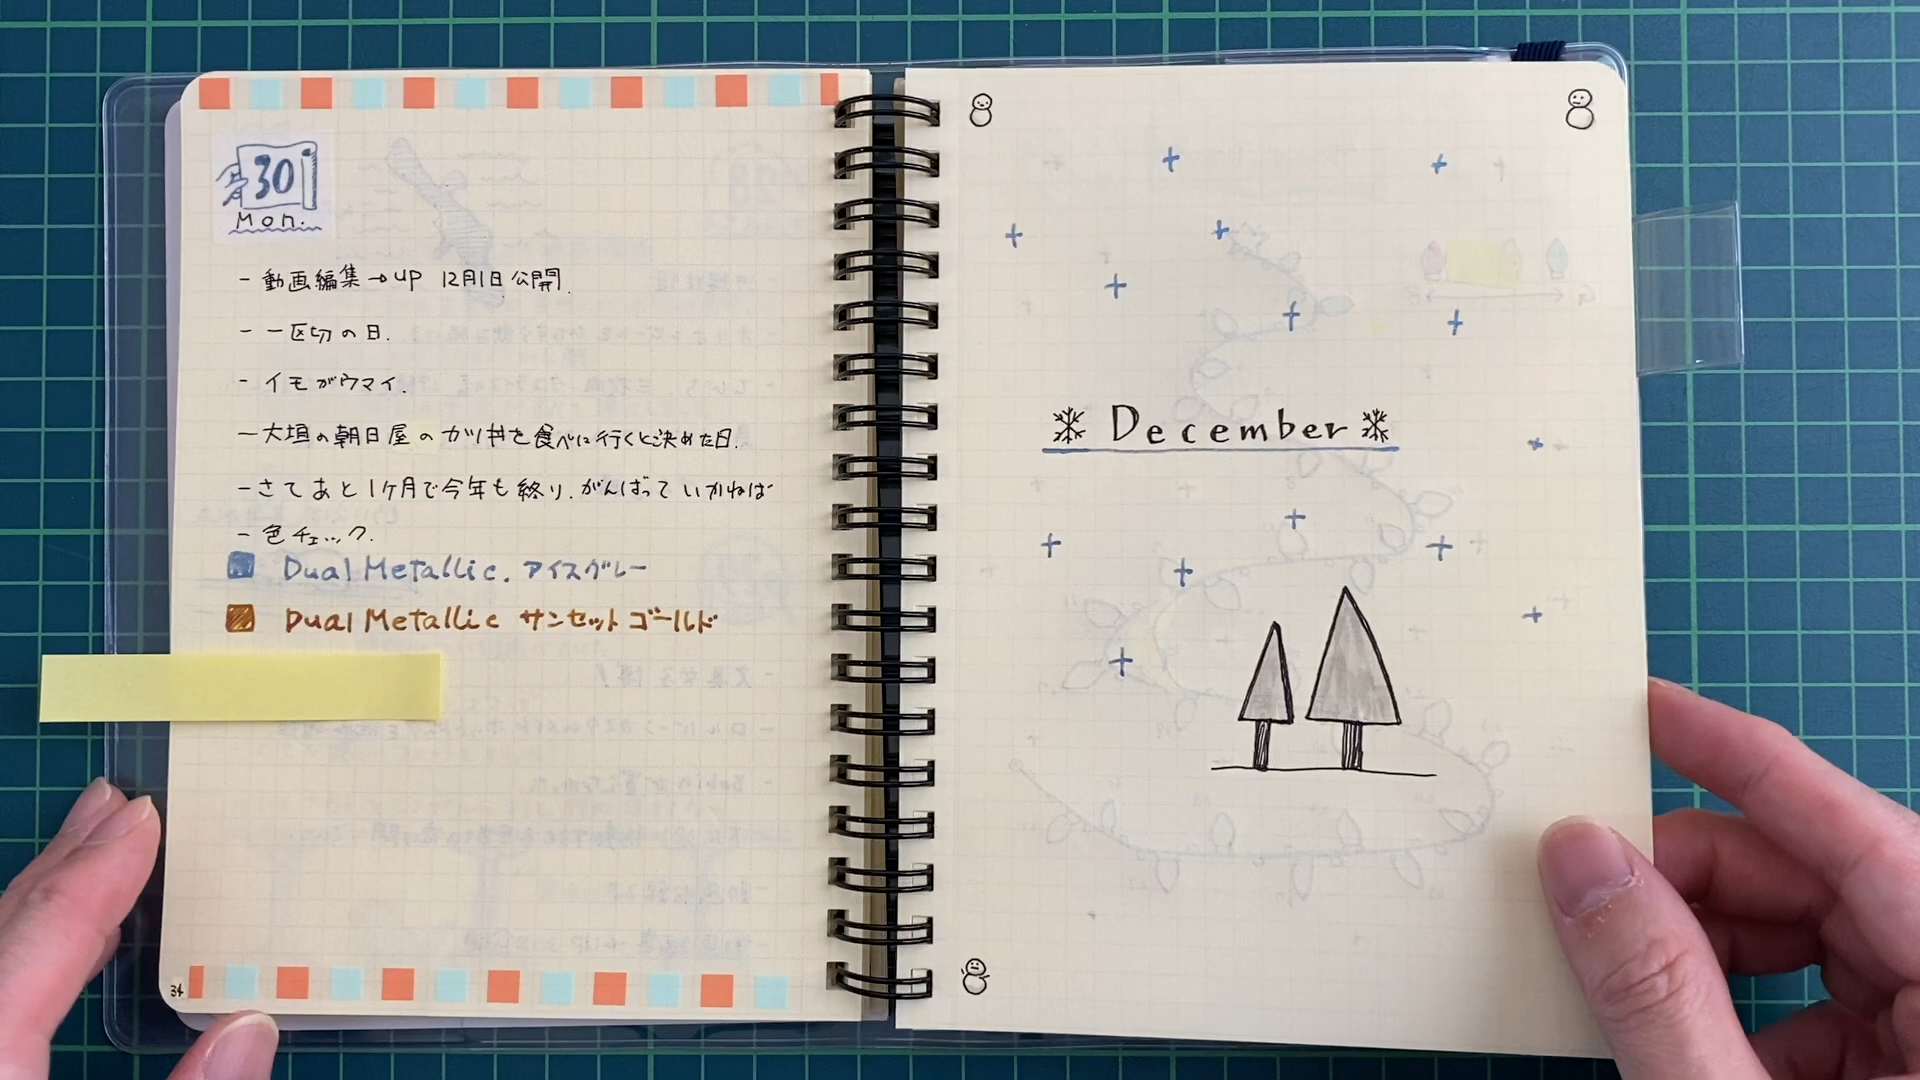 30
Mon.
- 動画編集→up 12月1日公開.
- 一区切の日.
- イモがウマイ.
- 大垣の朝日屋のカツ丼を食べに行くと決めた日.
- さてあと1ヶ月で今年も終り.がんばっていかねば
- 色チェック.
Dual Metallic. アイスグレー
Dual Metallic サンセットゴールド
34
December